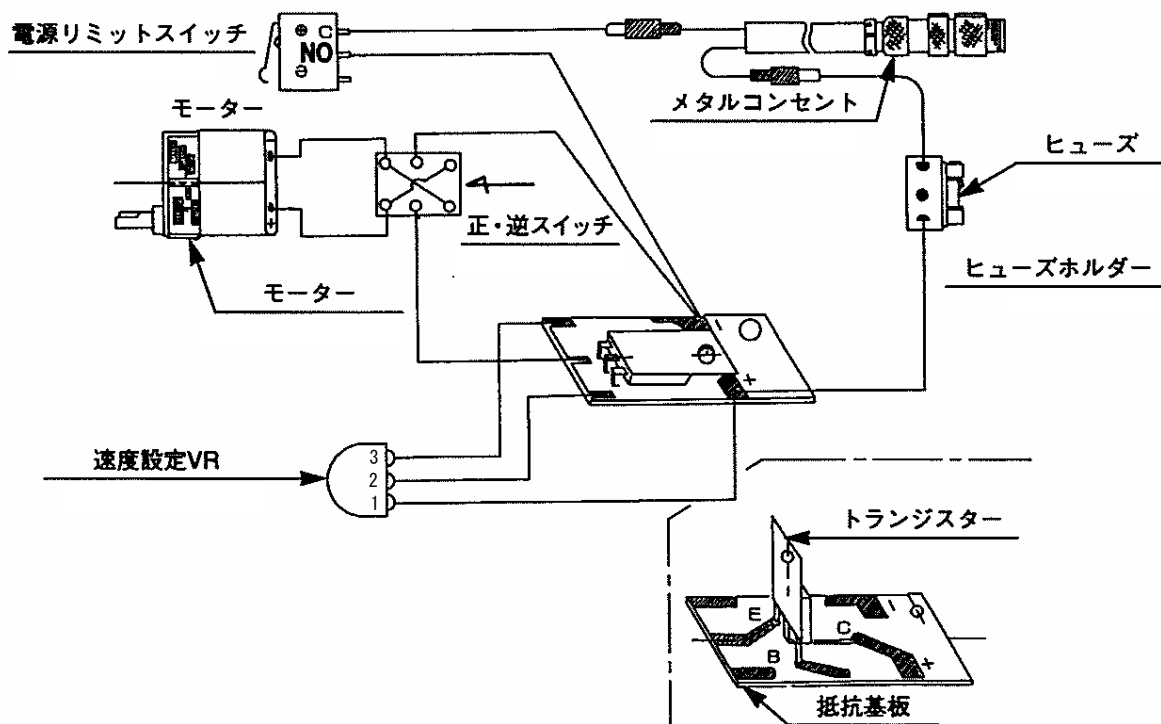 電源リミットスイッチ
⊕ C
NO
⊖
メタルコンセント
モーター
ヒューズ
正・逆スイッチ
ヒューズホルダー
モーター
−
+
速度設定VR
3
2
1
トランジスター
E
−
C
B
+
抵抗基板